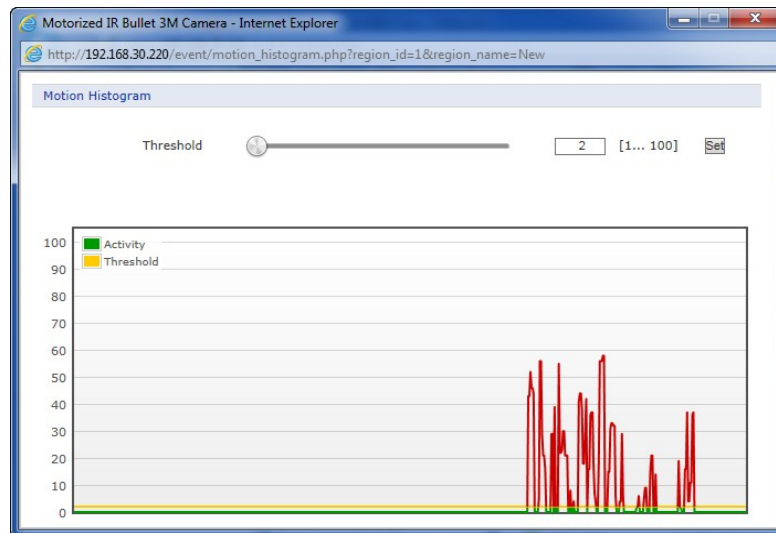 Motorized IR Bullet 3M Camera - Internet Explorer
http://192.168.30.220/event/motion_histogram.php?region_id=1&region_name=New
Motion Histogram
Threshold 2 [1... 100] Set
100
90
80
70
60
50
40
30
20
10
0
Activity
Threshold